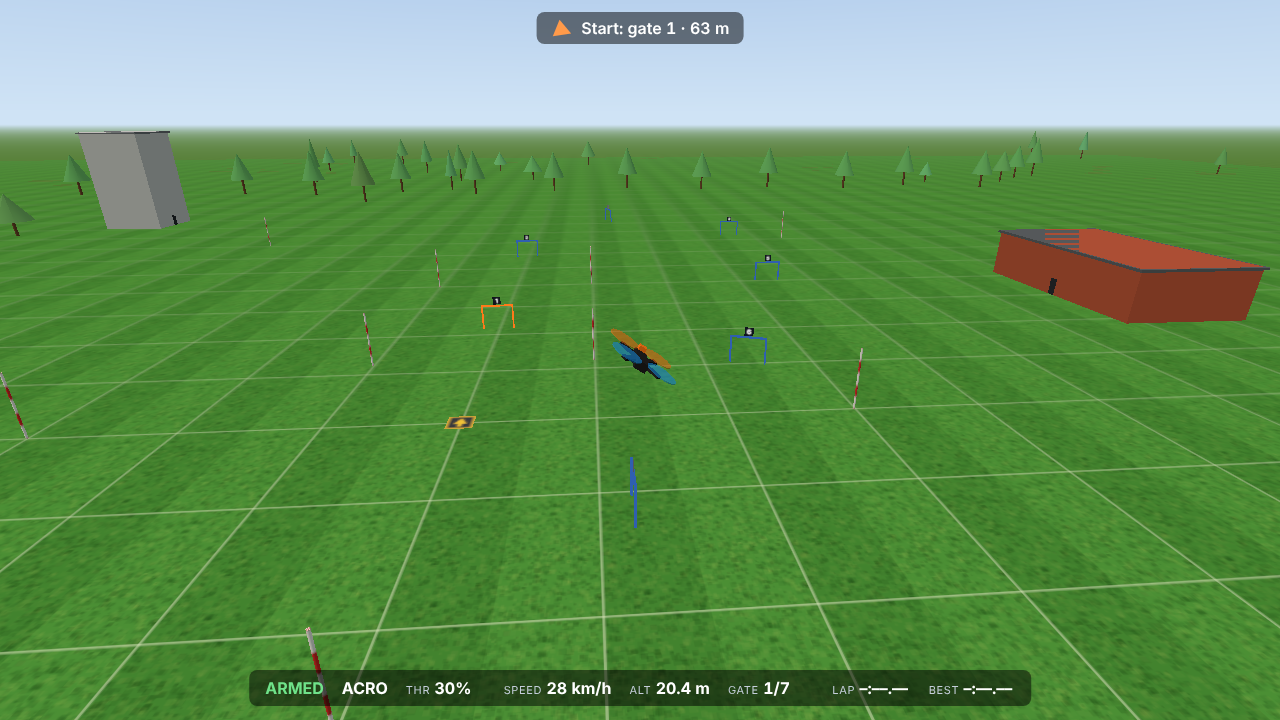 Start: gate 1 · 63 m
ARMED ACRO THR 30% SPEED 28 km/h ALT 20.4 m GATE 1/7 LAP –:––.–– BEST –:––.––